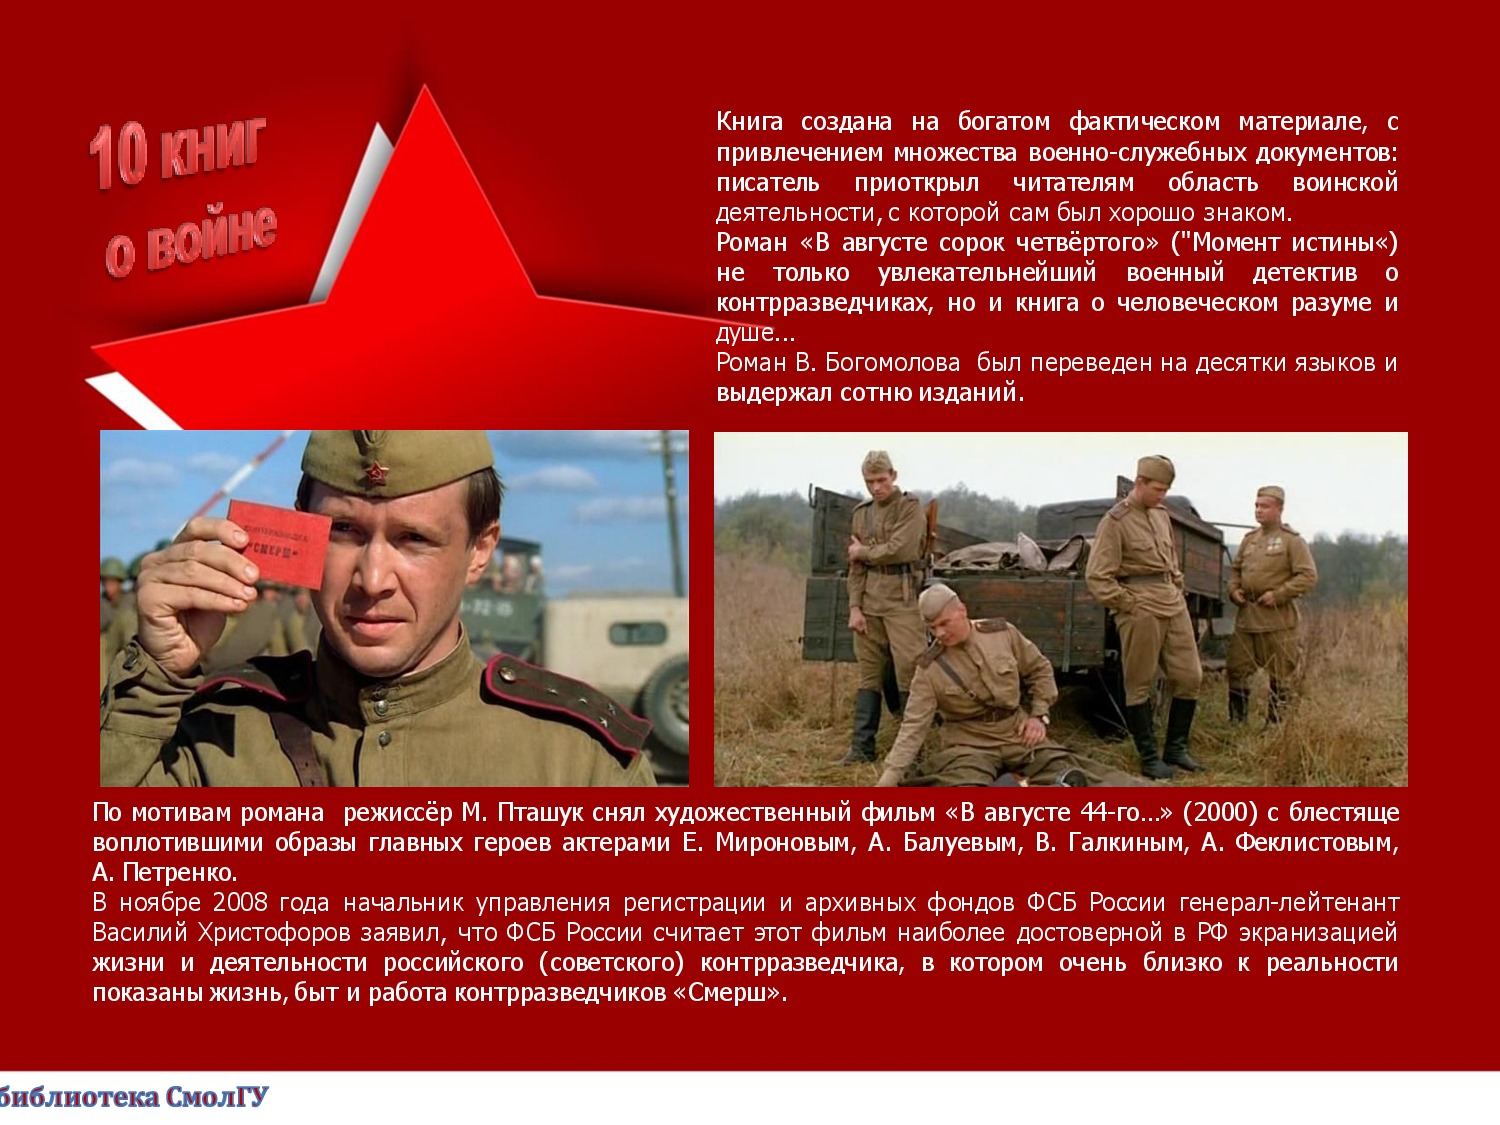 10 книг
о войне
Книга создана на богатом фактическом материале, с
привлечением множества военно-служебных документов:
писатель приоткрыл читателям область воинской
деятельности, с которой сам был хорошо знаком.
Роман «В августе сорок четвёртого» ("Момент истины«)
не только увлекательнейший военный детектив о
контрразведчиках, но и книга о человеческом разуме и
душе...
Роман В. Богомолова был переведен на десятки языков и
выдержал сотню изданий.
КОНТРРАЗВЕДКА
"СМЕРШ"
По мотивам романа режиссёр М. Пташук снял художественный фильм «В августе 44-го...» (2000) с блестяще
воплотившими образы главных героев актерами Е. Мироновым, А. Балуевым, В. Галкиным, А. Феклистовым,
А. Петренко.
В ноябре 2008 года начальник управления регистрации и архивных фондов ФСБ России генерал-лейтенант
Василий Христофоров заявил, что ФСБ России считает этот фильм наиболее достоверной в РФ экранизацией
жизни и деятельности российского (советского) контрразведчика, в котором очень близко к реальности
показаны жизнь, быт и работа контрразведчиков «Смерш».
библиотека СмолГУ